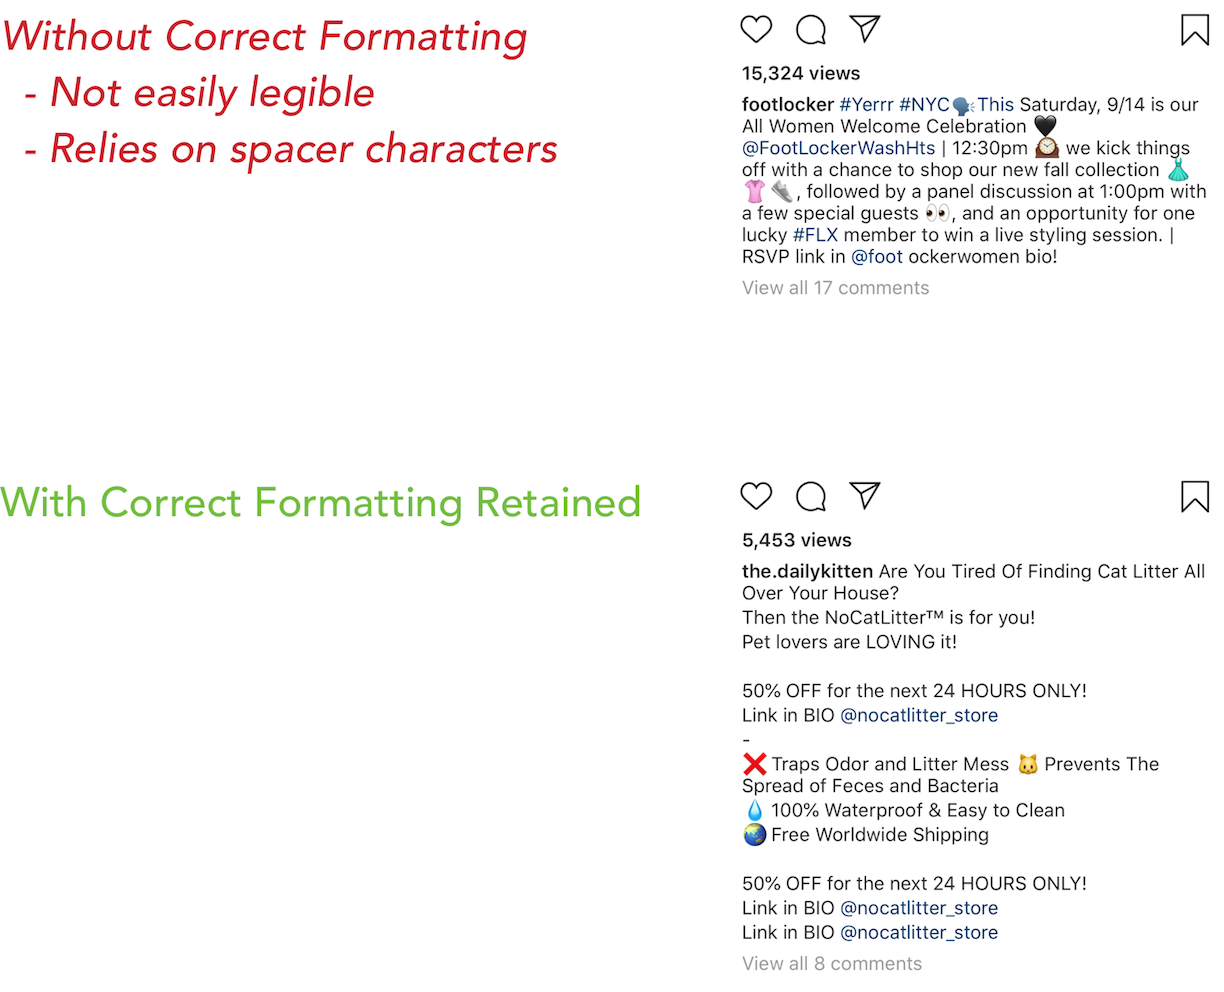 Without Correct Formatting
- Not easily legible
- Relies on spacer characters
15,324 views
footlocker #Yerrr #NYC🗣This Saturday, 9/14 is our
All Women Welcome Celebration 🖤
@FootLockerWashHts | 12:30pm 🕰 we kick things
off with a chance to shop our new fall collection 👗
👚👟, followed by a panel discussion at 1:00pm with
a few special guests 👀, and an opportunity for one
lucky #FLX member to win a live styling session. |
RSVP link in @foot ockerwomen bio!
View all 17 comments
With Correct Formatting Retained
5,453 views
the.dailykitten Are You Tired Of Finding Cat Litter All
Over Your House?
Then the NoCatLitter™ is for you!
Pet lovers are LOVING it!
50% OFF for the next 24 HOURS ONLY!
Link in BIO @nocatlitter_store
-
❌ Traps Odor and Litter Mess 🐱 Prevents The
Spread of Feces and Bacteria
💧 100% Waterproof & Easy to Clean
🌏 Free Worldwide Shipping
50% OFF for the next 24 HOURS ONLY!
Link in BIO @nocatlitter_store
Link in BIO @nocatlitter_store
View all 8 comments